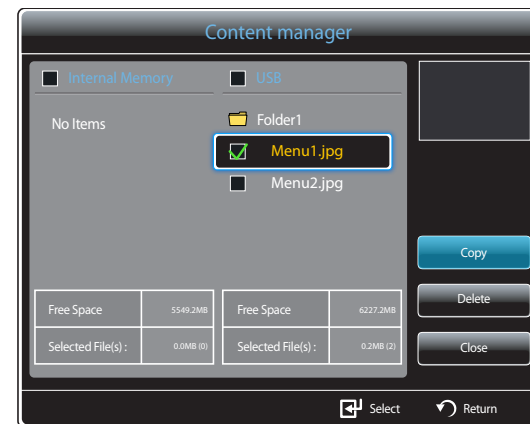 Content manager
Internal Memory
USB
No Items
Folder1
Menu1.jpg
Menu2.jpg
Copy
Delete
Close
Free Space 5549.2MB
Selected File(s) : 0.0MB (0)
Free Space 6227.2MB
Selected File(s) : 0.2MB (2)
Select
Return